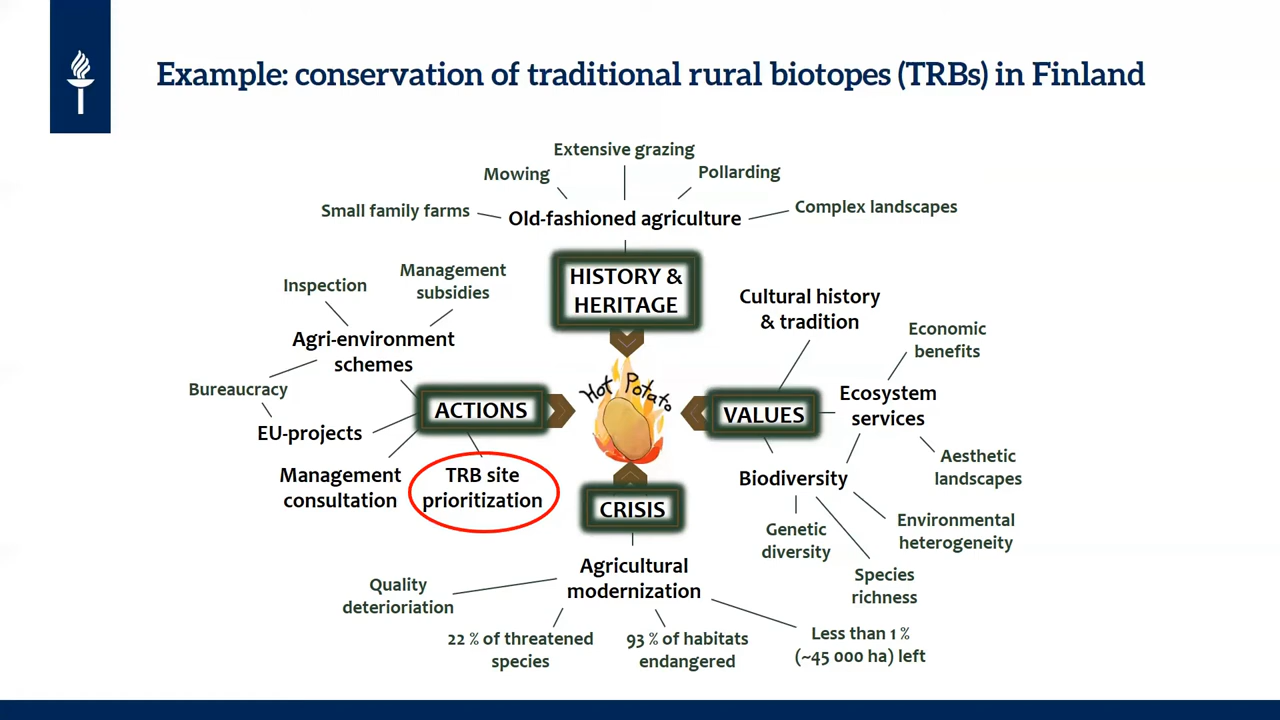 Example: conservation of traditional rural biotopes (TRBs) in Finland
Extensive grazing
Mowing
Pollarding
Small family farms
Complex landscapes
Old-fashioned agriculture
HISTORY &
HERITAGE
Inspection
Management
subsidies
Agri-environment
schemes
Bureaucracy
EU-projects
Management
consultation
ACTIONS
TRB site
prioritization
Hot Potato
Cultural history
& tradition
Economic
benefits
VALUES
Ecosystem
services
Aesthetic
landscapes
Biodiversity
Genetic
diversity
Environmental
heterogeneity
Species
richness
CRISIS
Agricultural
modernization
Quality
deterioriation
22 % of threatened
species
93 % of habitats
endangered
Less than 1 %
(~45 000 ha) left